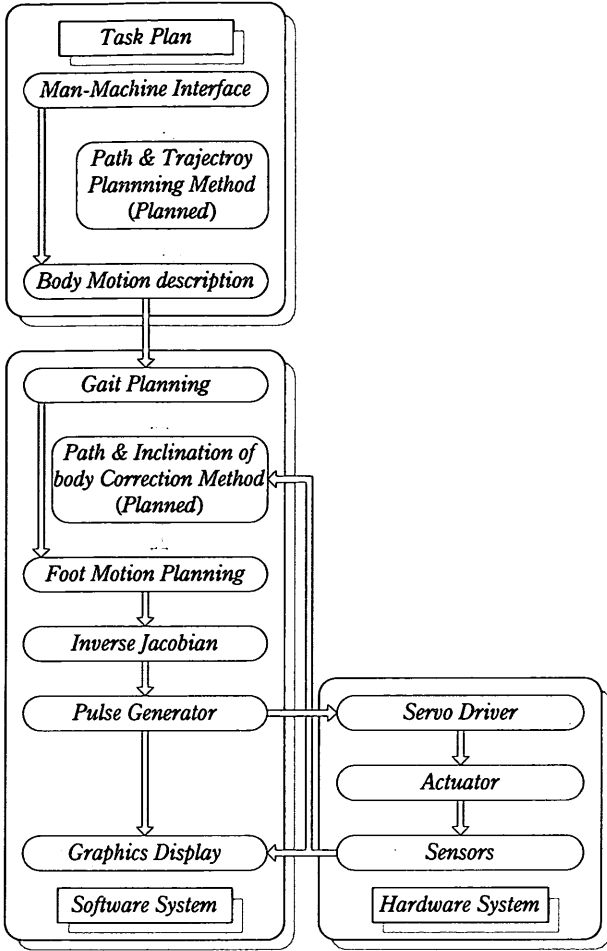 Task Plan
Man-Machine Interface
Path & Trajectroy
Plannning Method
(Planned)
Body Motion description
Gait Planning
Path & Inclination of
body Correction Method
(Planned)
Foot Motion Planning
Inverse Jacobian
Pulse Generator
Servo Driver
Actuator
Graphics Display
Sensors
Software System
Hardware System